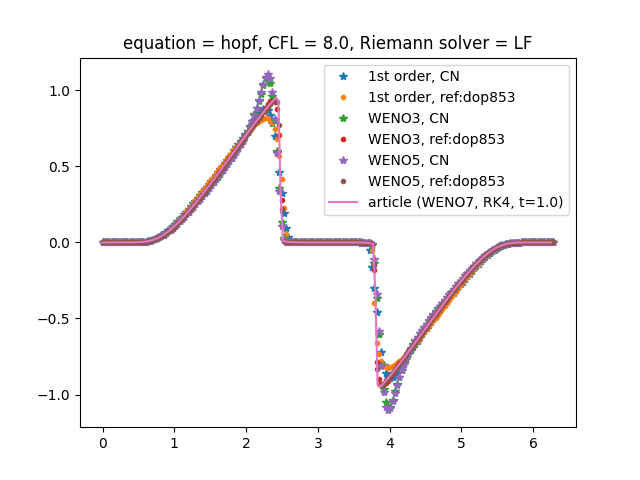 equation = hopf, CFL = 8.0, Riemann solver = LF
1st order, CN
1st order, ref:dop853
WENO3, CN
WENO3, ref:dop853
WENO5, CN
WENO5, ref:dop853
article (WENO7, RK4, t=1.0)
1.0
0.5
0.0
−0.5
−1.0
0 1 2 3 4 5 6